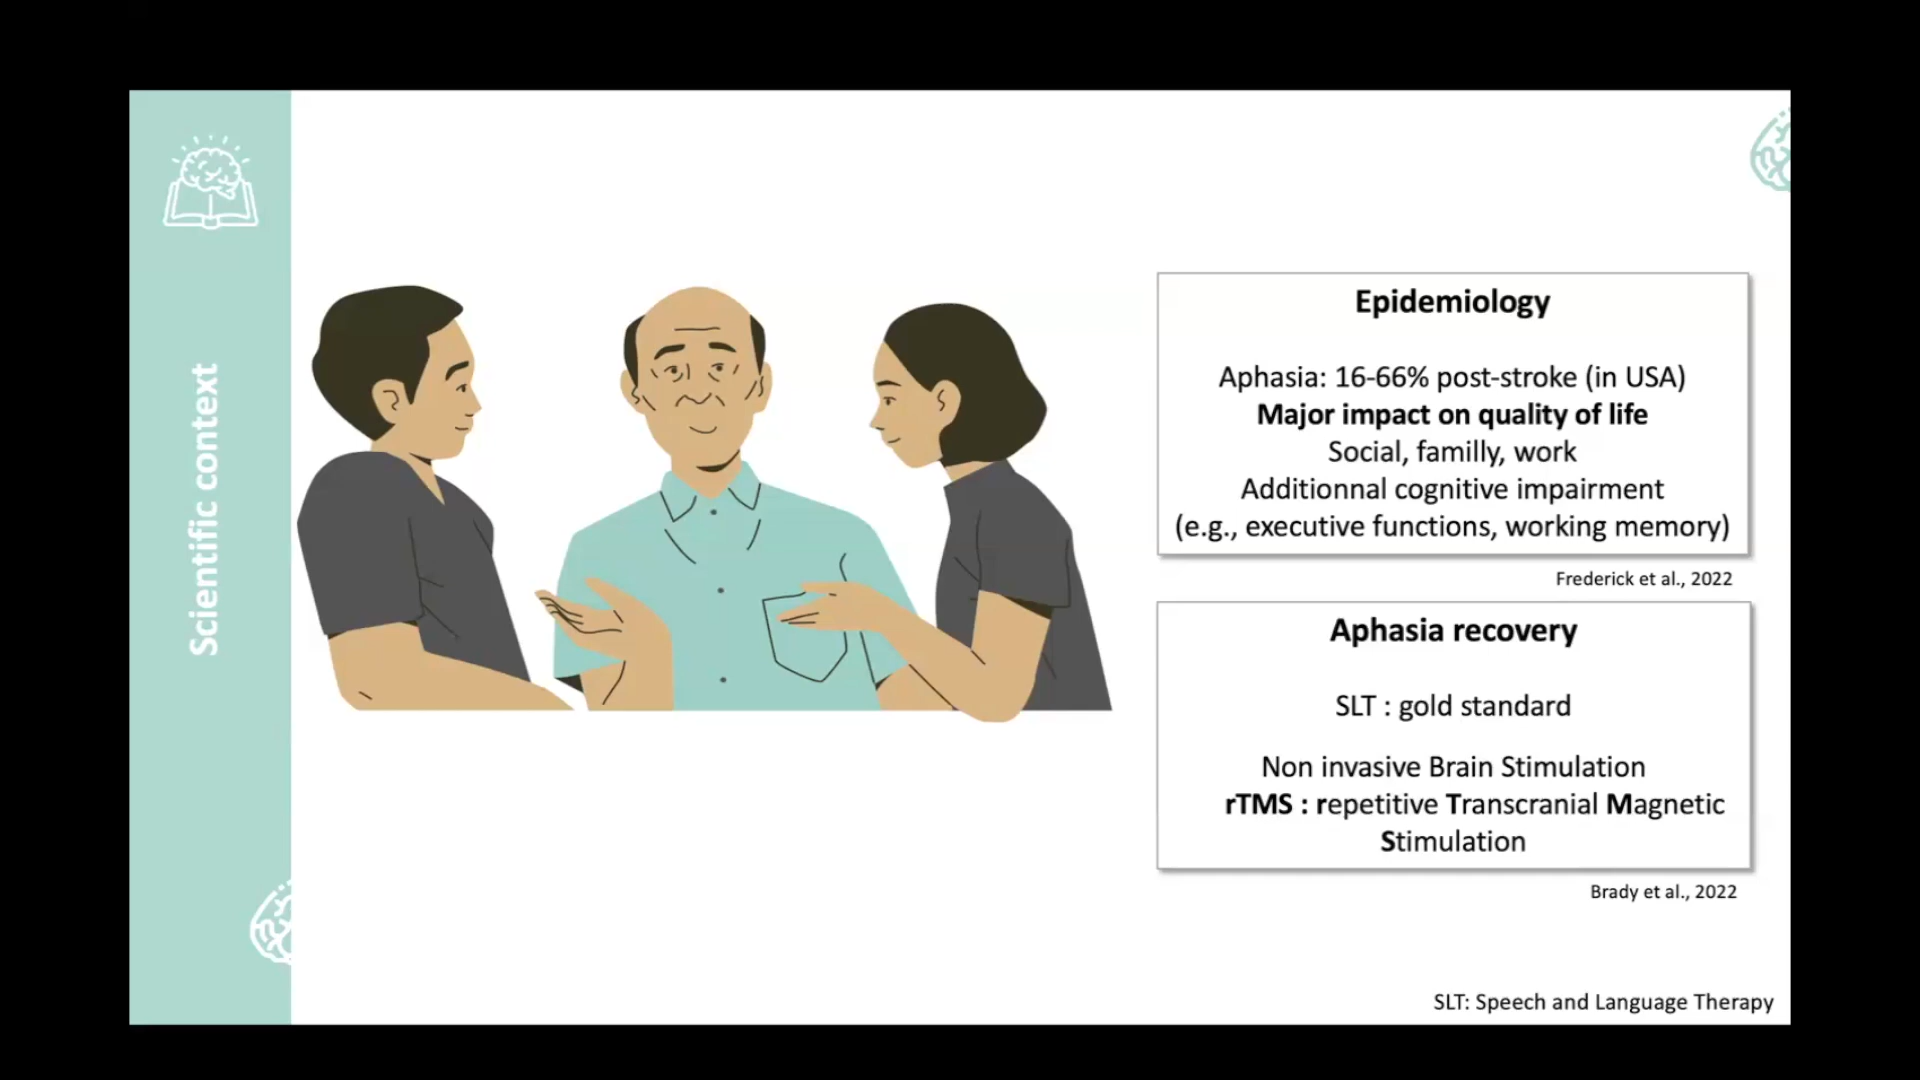 Scientific context
Epidemiology
Aphasia: 16-66% post-stroke (in USA)
Major impact on quality of life
Social, familly, work
Additionnal cognitive impairment
(e.g., executive functions, working memory)
Frederick et al., 2022
Aphasia recovery
SLT : gold standard
Non invasive Brain Stimulation
rTMS : repetitive Transcranial Magnetic
Stimulation
Brady et al., 2022
SLT: Speech and Language Therapy